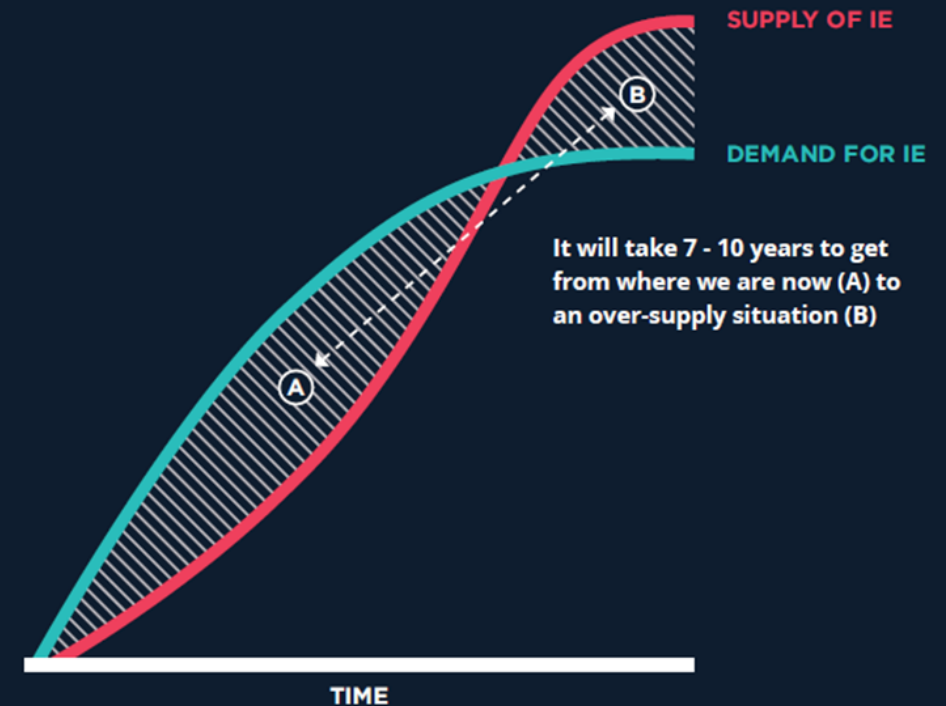 SUPPLY OF IE
B
DEMAND FOR IE
It will take 7 - 10 years to get
from where we are now (A) to
an over-supply situation (B)
A
TIME